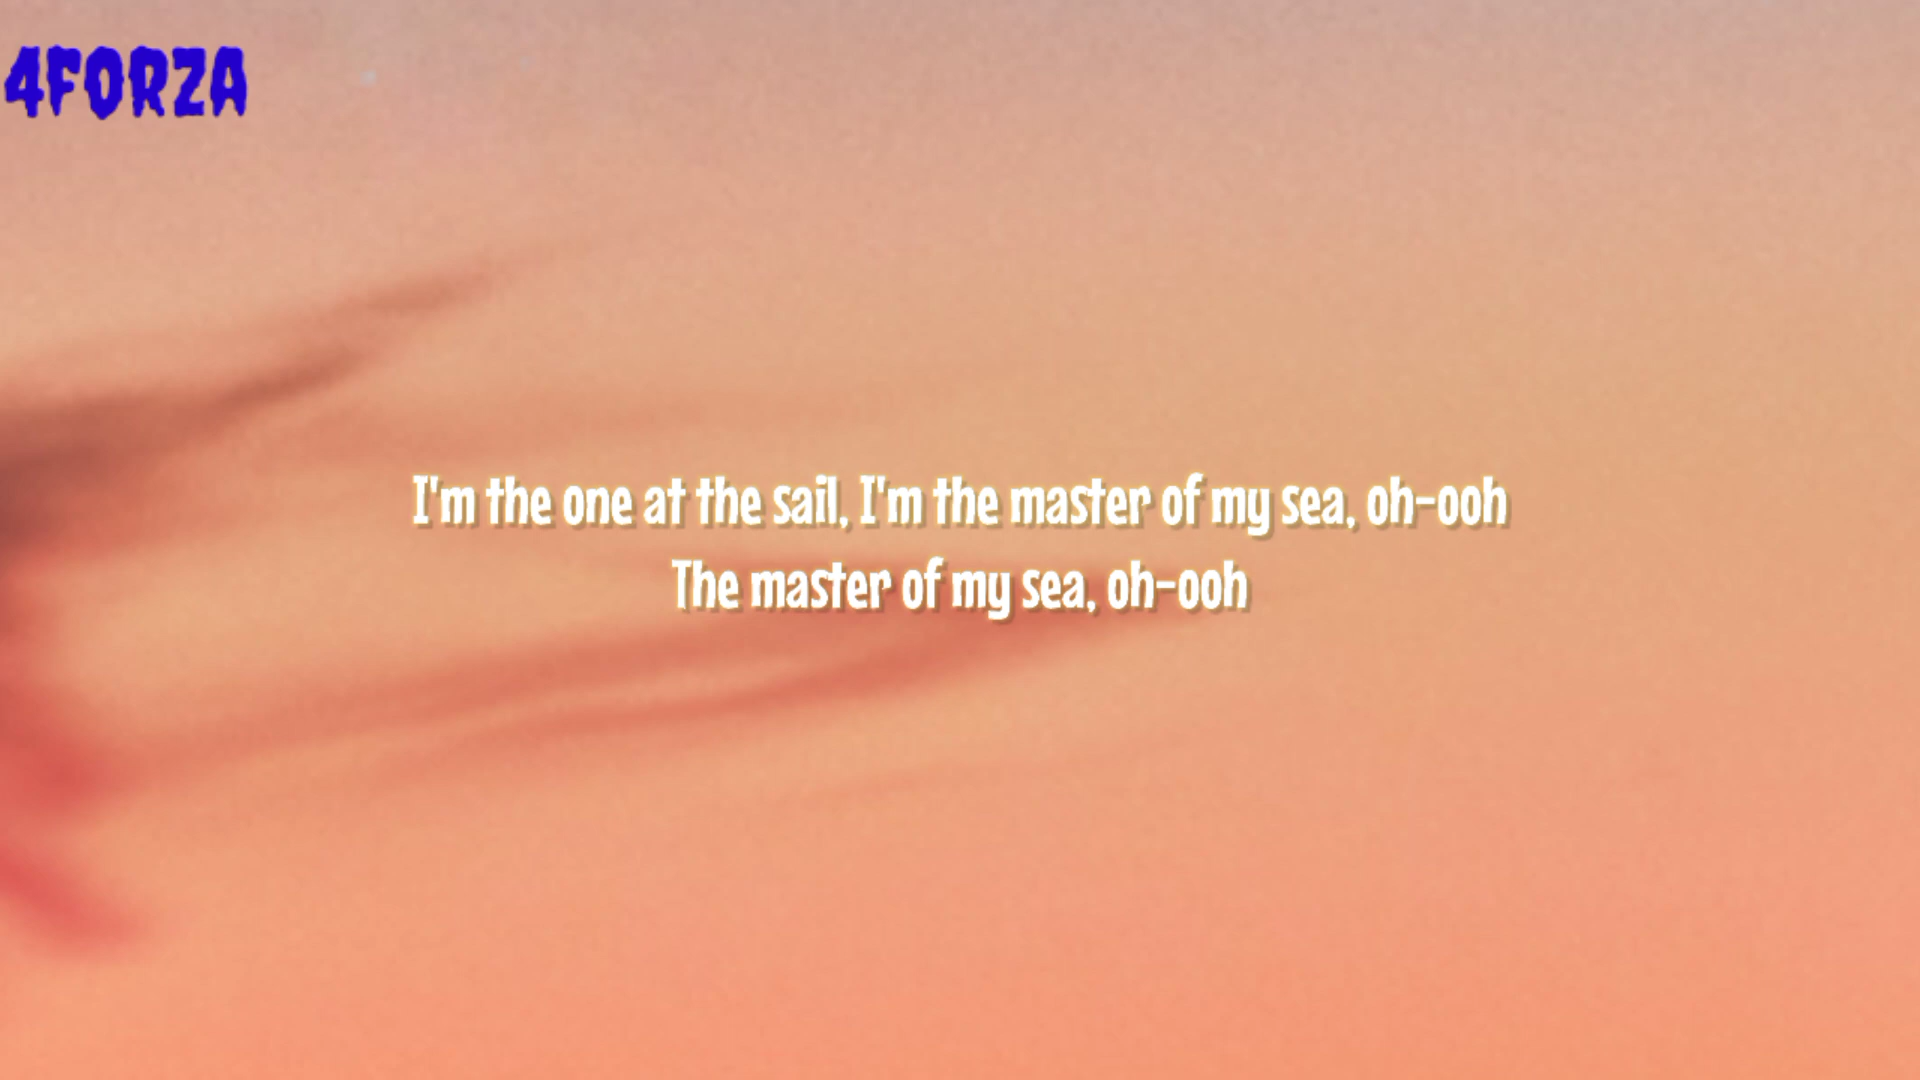 4FORZA
I'm the one at the sail, I'm the master of my sea, oh-ooh
The master of my sea, oh-ooh